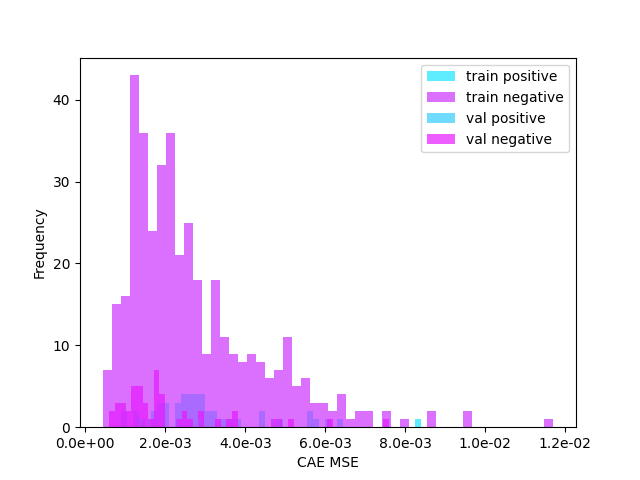 train positive
train negative
val positive
val negative
40
30
20
10
0
Frequency
0.0e+00 2.0e-03 4.0e-03 6.0e-03 8.0e-03 1.0e-02 1.2e-02
CAE MSE